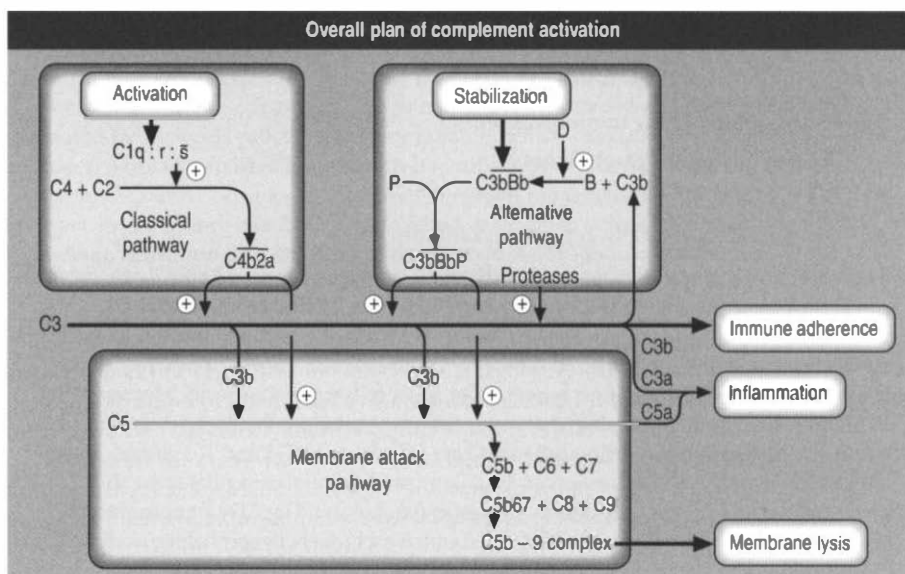 Overall plan of complement activation
Activation
C1q : r : s̄
C4 + C2
Classical
pathway
C4b2a
Stabilization
D
P
C3bBb
B + C3b
Alternative
pathway
C3bBbP
Proteases
C3
Immune adherence
C3b
C3a
C3b
C3b
Inflammation
C5
C5a
Membrane attack
pa hway
C5b + C6 + C7
C5b67 + C8 + C9
C5b – 9 complex
Membrane lysis